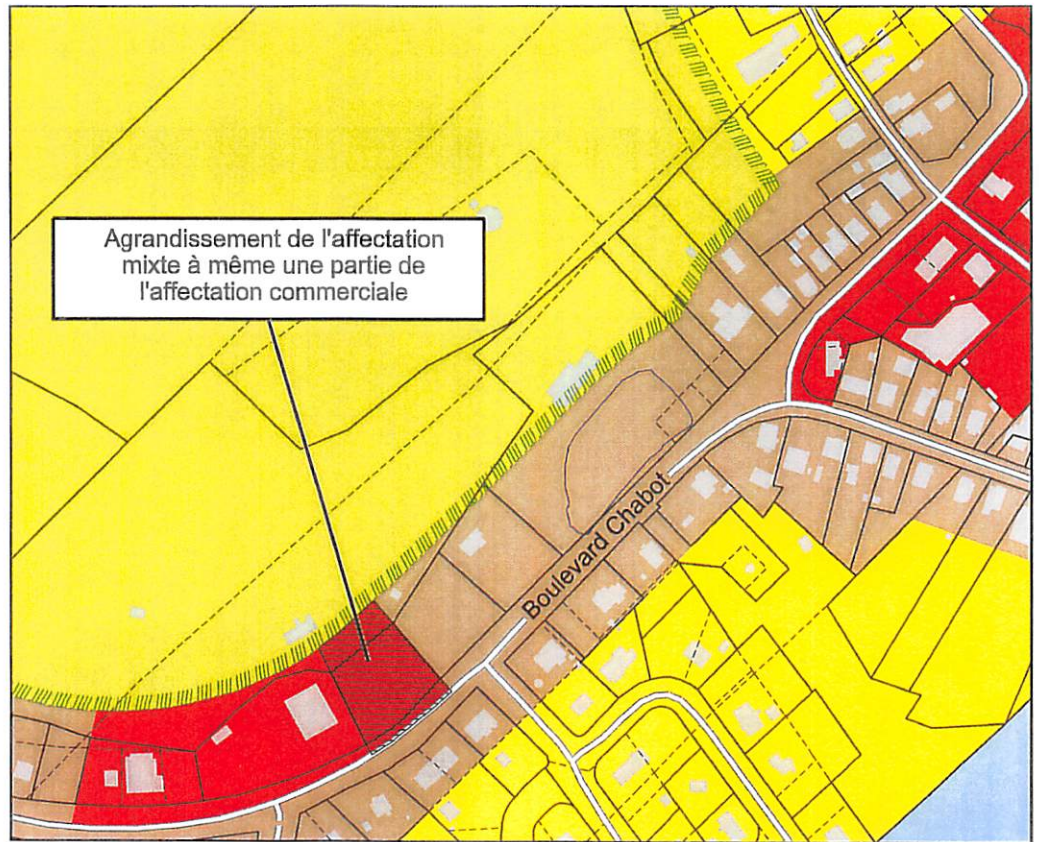 Agrandissement de l'affectation
mixte à même une partie de
l'affectation commerciale
Boulevard Chabot